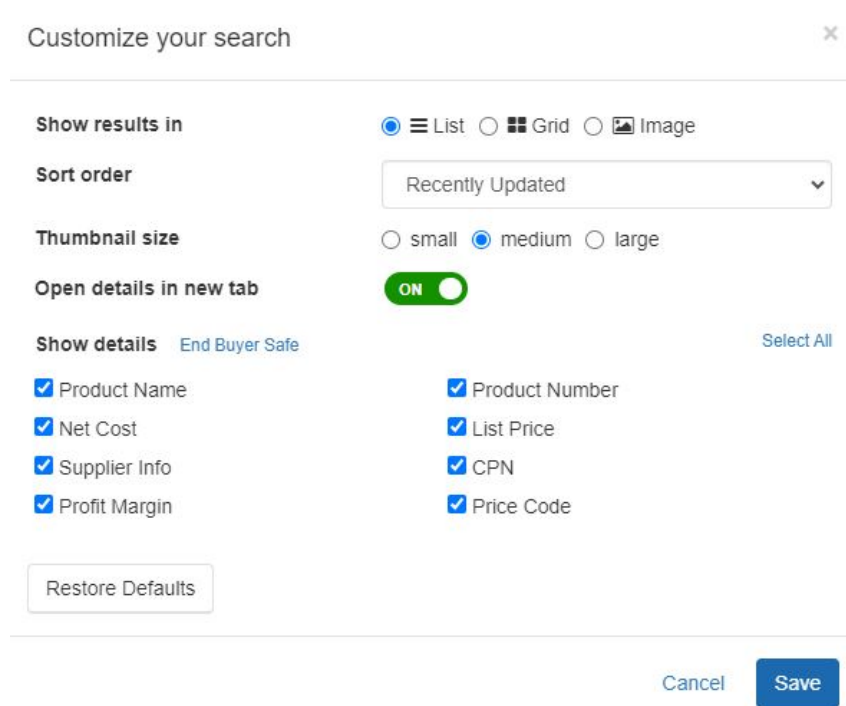 Customize your search ×
Show results in List Grid Image
Sort order Recently Updated
Thumbnail size small medium large
Open details in new tab ON
Show details End Buyer Safe Select All
Product Name Product Number
Net Cost List Price
Supplier Info CPN
Profit Margin Price Code
Restore Defaults
Cancel Save